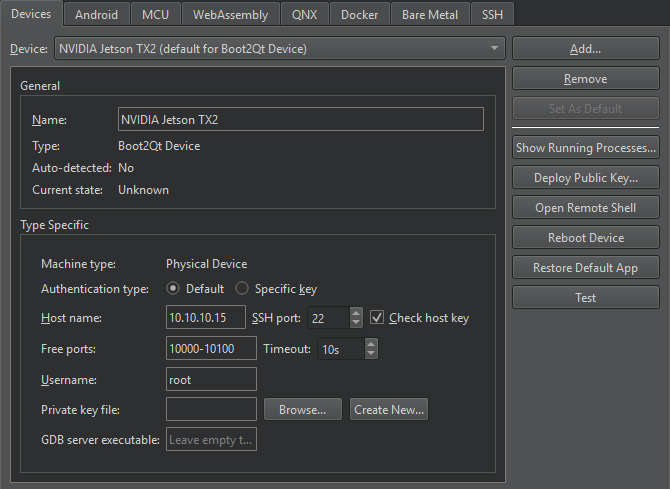 Devices Android MCU WebAssembly QNX Docker Bare Metal SSH
Device: NVIDIA Jetson TX2 (default for Boot2Qt Device) Add...
Remove
General
Set As Default
Name: NVIDIA Jetson TX2
Type: Boot2Qt Device Show Running Processes...
Auto-detected: No Deploy Public Key...
Current state: Unknown
Open Remote Shell
Type Specific
Reboot Device
Machine type: Physical Device Restore Default App
Authentication type: Default Specific key Test
Host name: 10.10.10.15 SSH port: 22 Check host key
Free ports: 10000-10100 Timeout: 10s
Username: root
Private key file: Browse... Create New...
GDB server executable: Leave empty t...